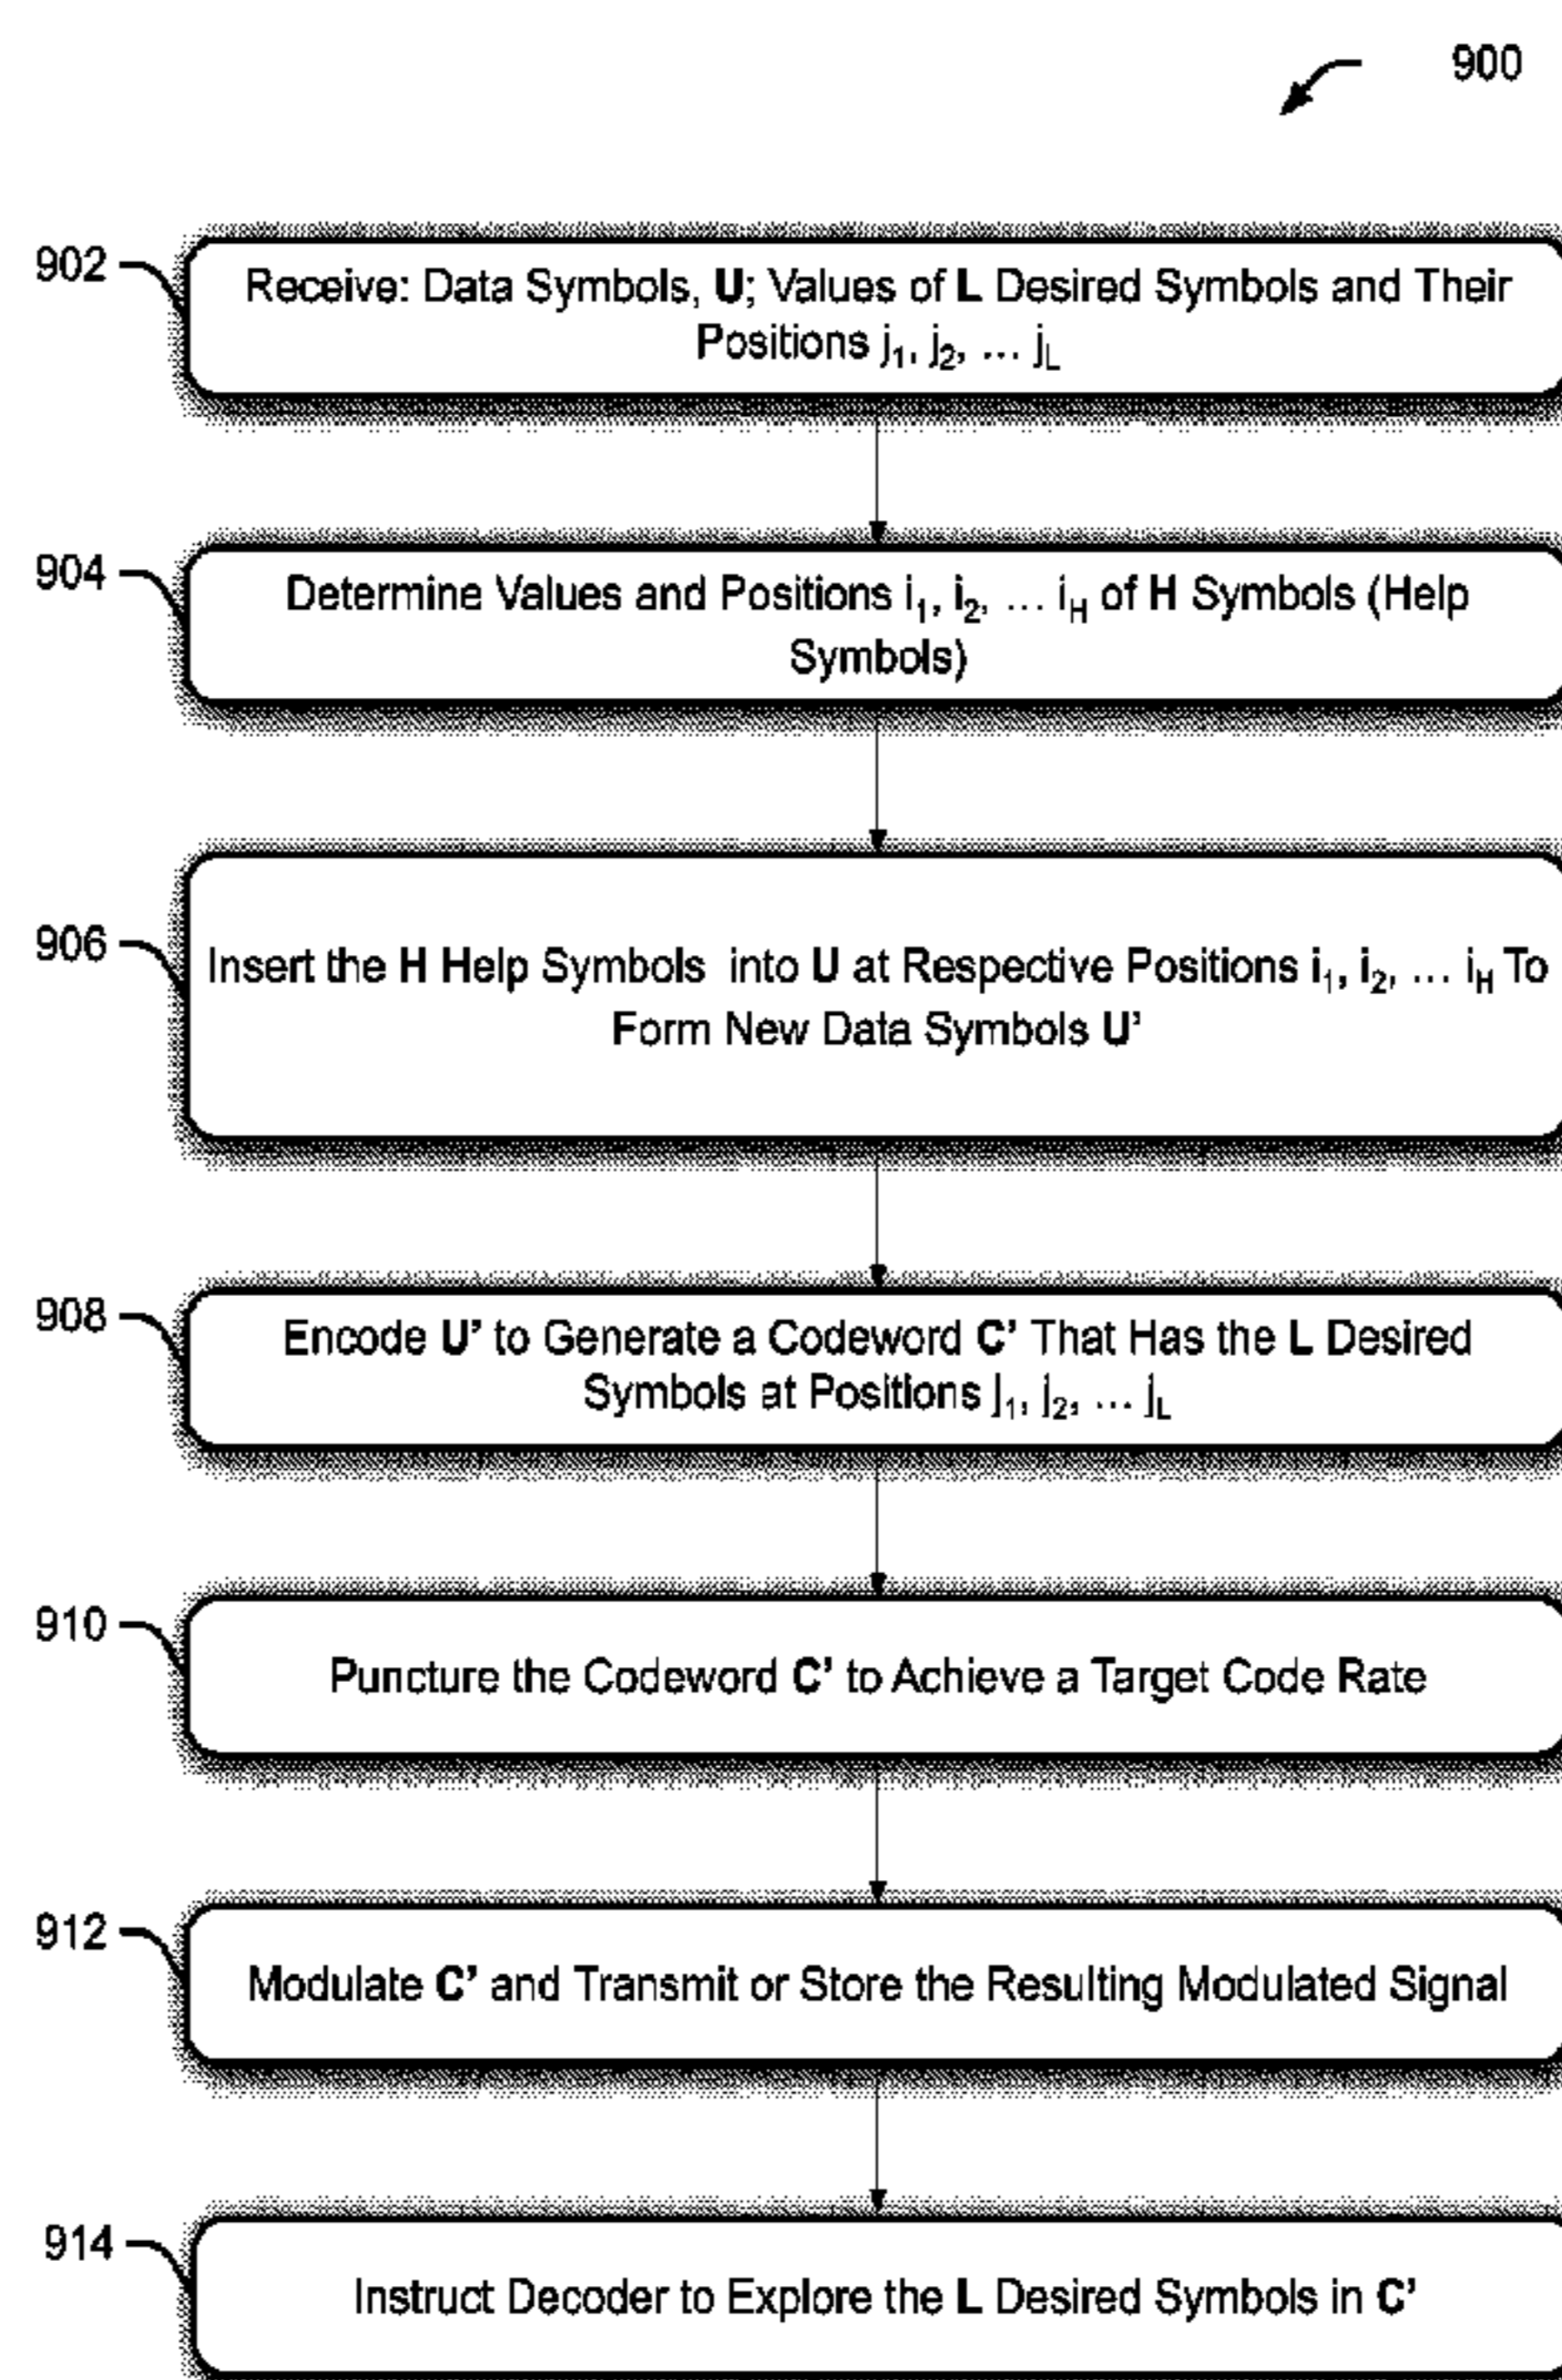 900
902
Receive: Data Symbols, U; Values of L Desired Symbols and Their
Positions j₁, j₂, ... j_L
904
Determine Values and Positions i₁, i₂, ... i_H of H Symbols (Help
Symbols)
906
Insert the H Help Symbols into U at Respective Positions i₁, i₂, ... i_H To
Form New Data Symbols U'
908
Encode U' to Generate a Codeword C' That Has the L Desired
Symbols at Positions j₁, j₂, ... j_L
910
Puncture the Codeword C' to Achieve a Target Code Rate
912
Modulate C' and Transmit or Store the Resulting Modulated Signal
914
Instruct Decoder to Explore the L Desired Symbols in C'